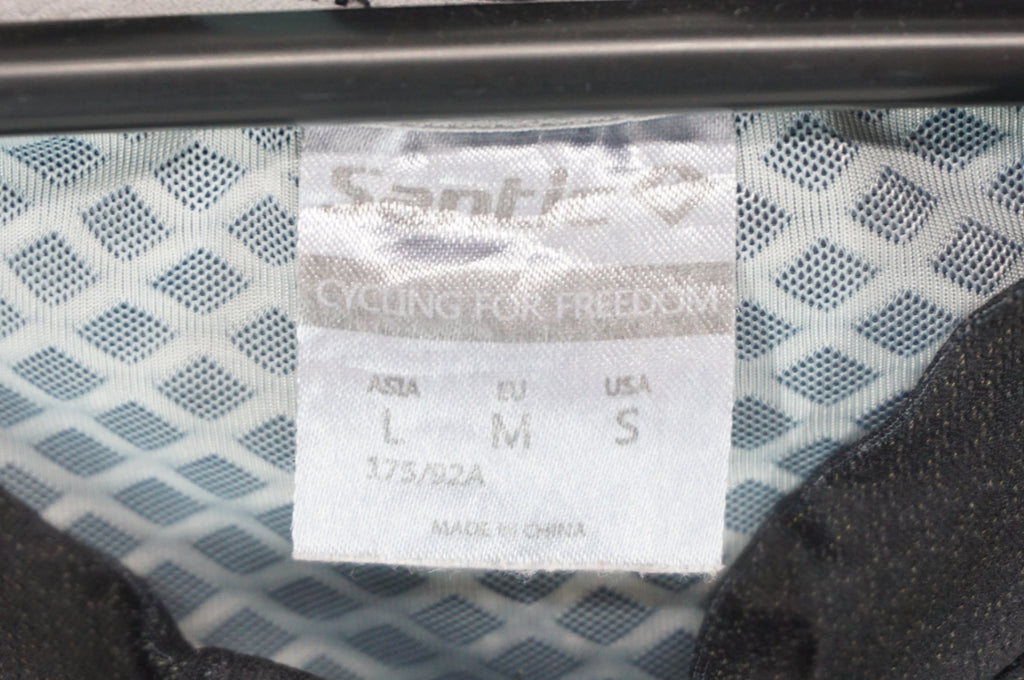 Santic
CYCLING FOR FREEDOM
ASIA EU USA
L M S
175/92A
MADE IN CHINA